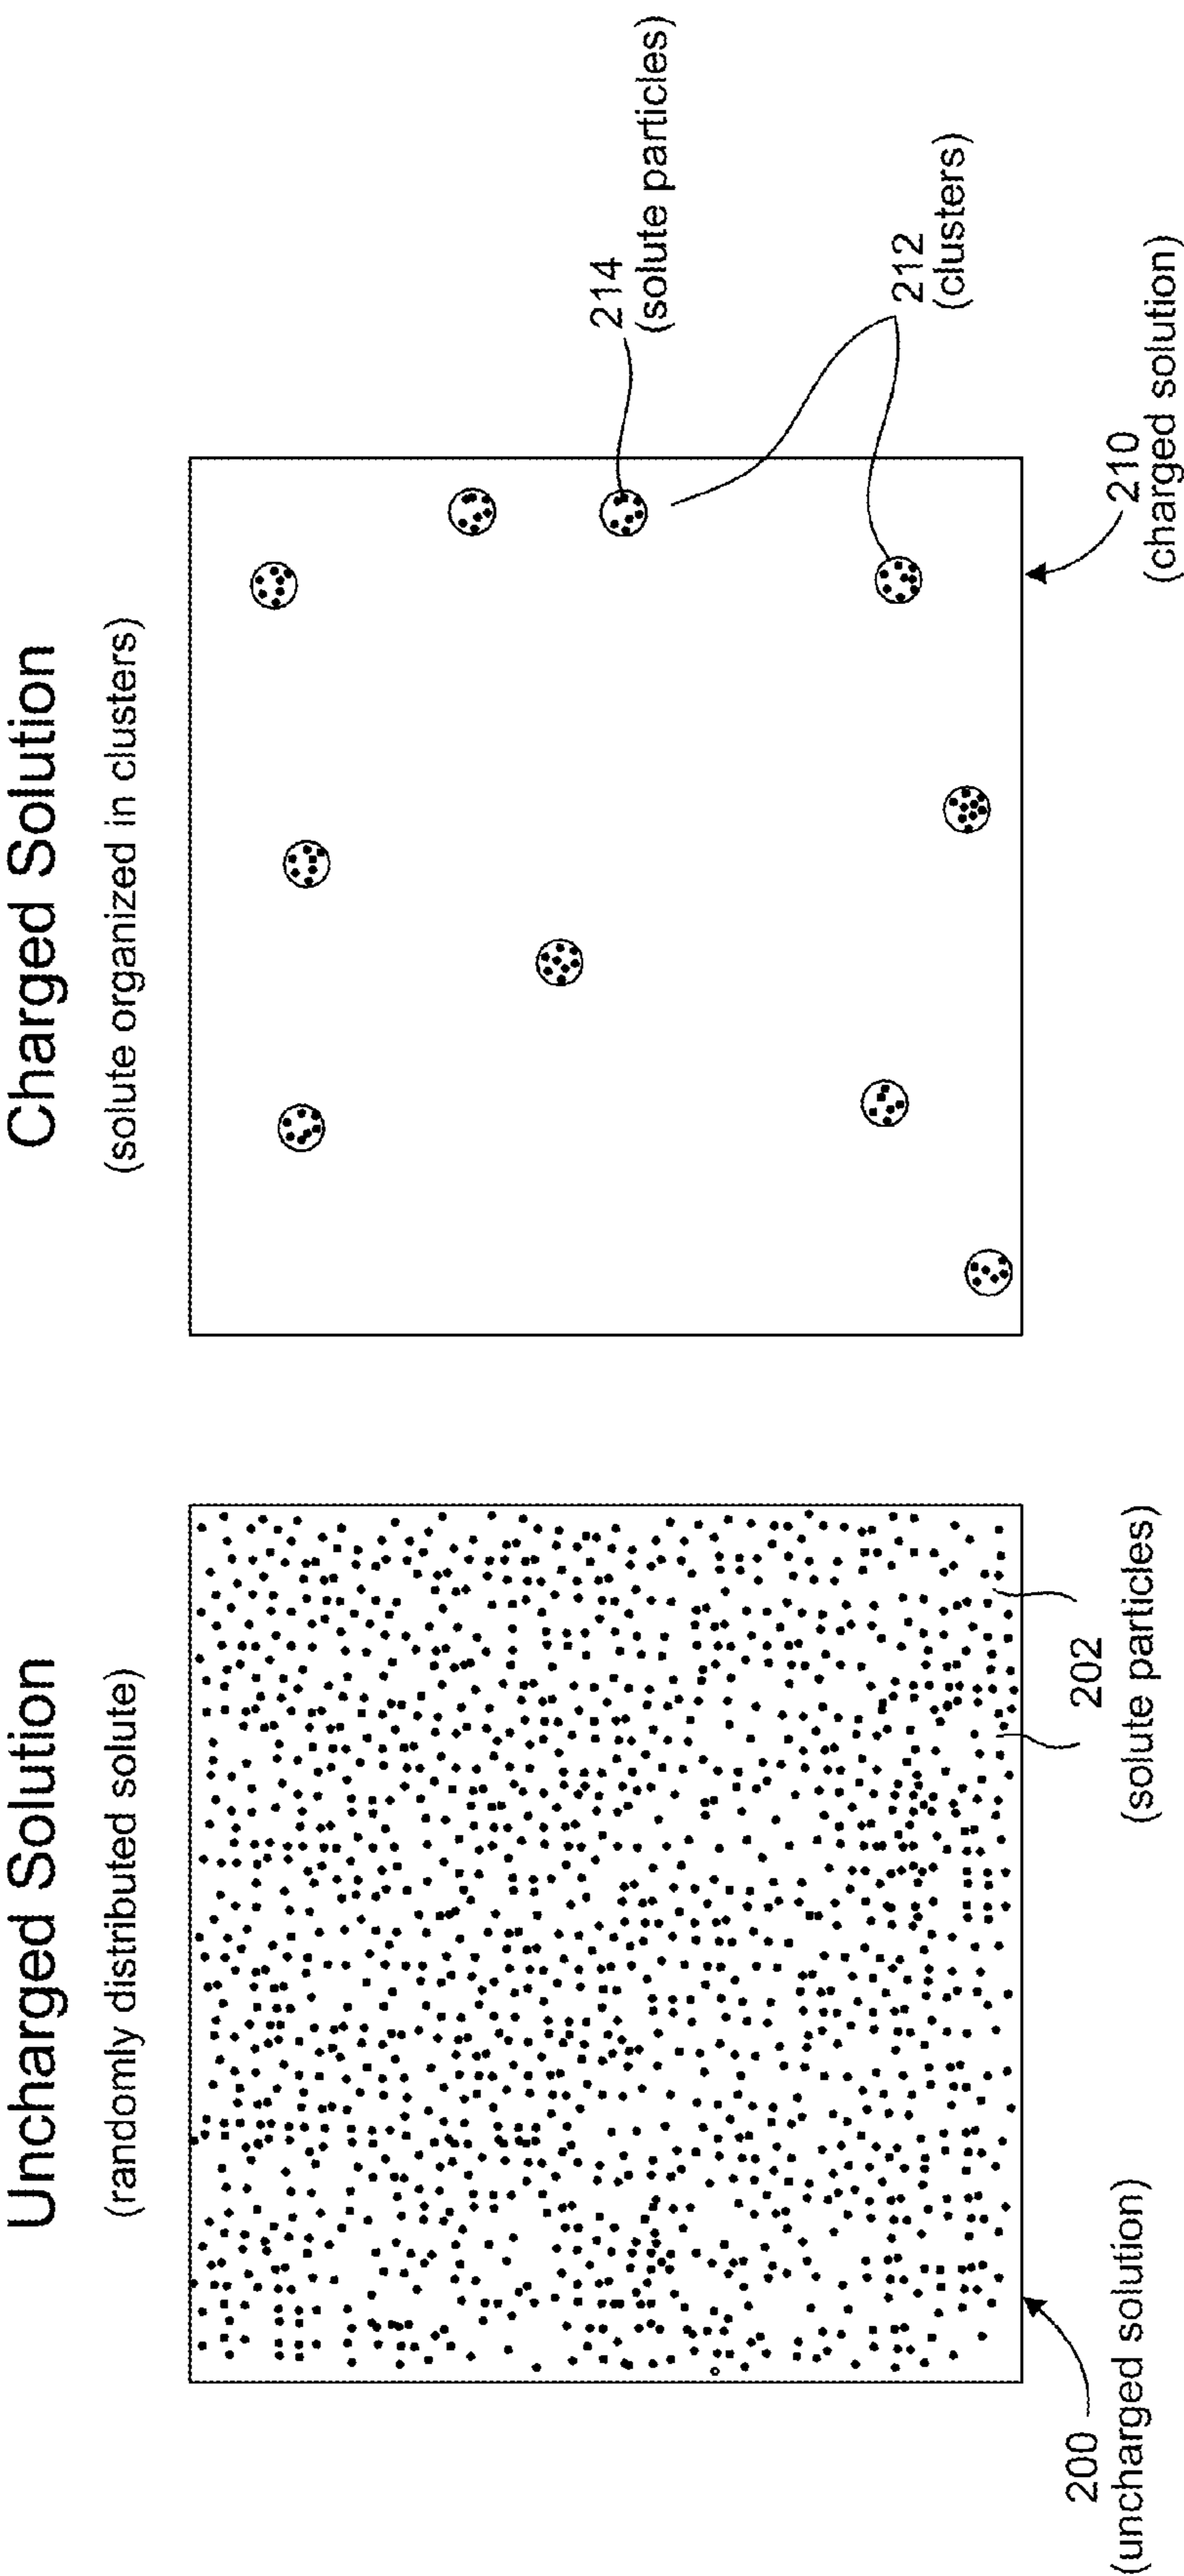 Uncharged Solution
(randomly distributed solute)
202
(solute particles)
200
(uncharged solution)
Charged Solution
(solute organized in clusters)
214
(solute particles)
212
(clusters)
210
(charged solution)